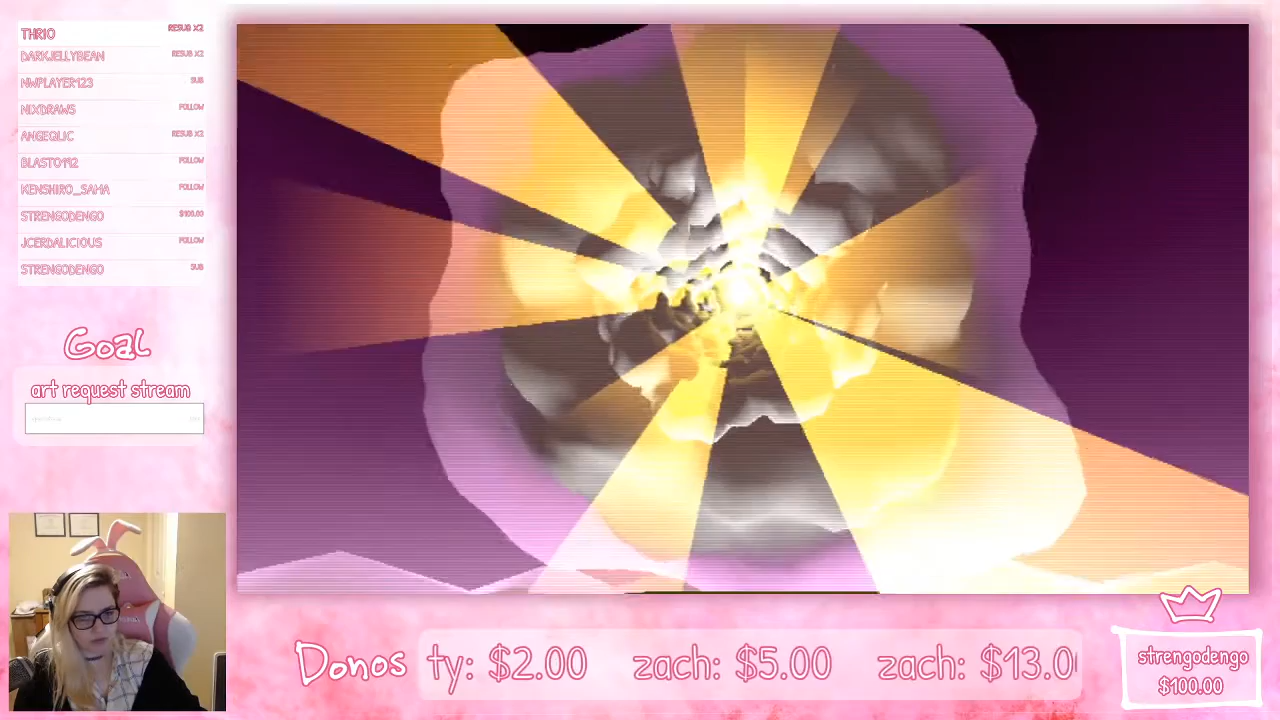 THR10 RESUB X2
DARKJELLYBEAN RESUB X2
NWPLAYER123 SUB
NIXDRAWS FOLLOW
ANGEQLIC RESUB X2
BLASTO192 FOLLOW
KENSHIRO_SAMA FOLLOW
STRENGODENGO $100.00
JCERDALICIOUS FOLLOW
STRENGODENGO SUB
Goal
art request stream
Donos ty: $2.00 zach: $5.00 zach: $13.0
strengodengo
$100.00